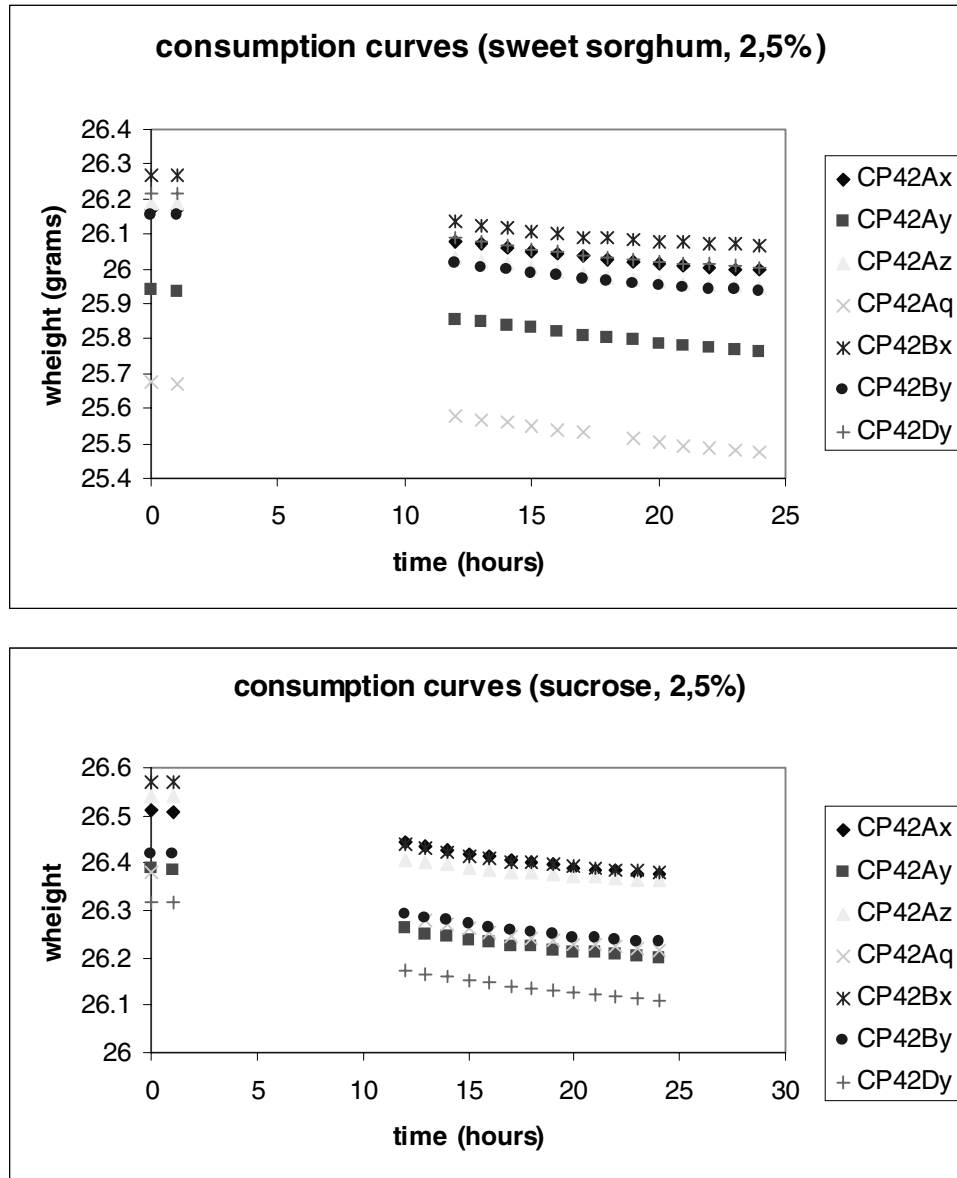 consumption curves (sweet sorghum, 2,5%)
wheight (grams)
26.4
26.3
26.2
26.1
26
25.9
25.8
25.7
25.6
25.5
25.4
0 5 10 15 20 25
time (hours)
CP42Ax
CP42Ay
CP42Az
CP42Aq
CP42Bx
CP42By
CP42Dy
consumption curves (sucrose, 2,5%)
wheight
26.6
26.5
26.4
26.3
26.2
26.1
26
0 5 10 15 20 25 30
time (hours)
CP42Ax
CP42Ay
CP42Az
CP42Aq
CP42Bx
CP42By
CP42Dy